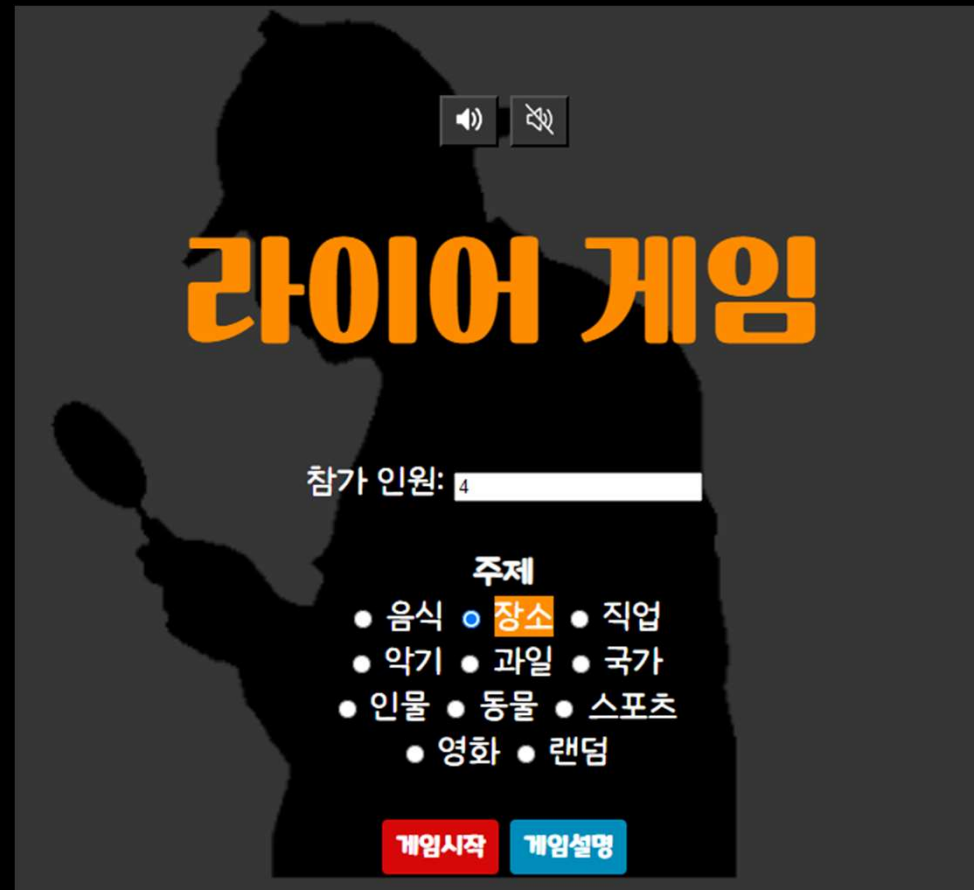 라이어 게임
참가 인원: 4
주제
음식 장소 직업
악기 과일 국가
인물 동물 스포츠
영화 랜덤
게임시작 게임설명